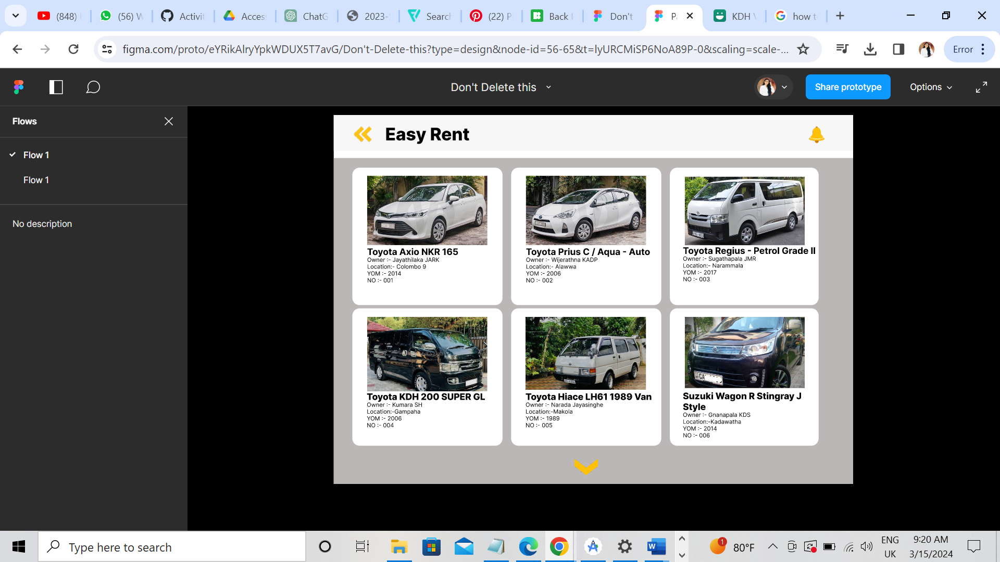 (848)
(56) W
Activit
Acces
ChatG
2023-
Search
(22) P
Back
Don't
P
KDH V
how t
figma.com/proto/eYRikAlryYpkWDUX5T7avG/Don't-Delete-this?type=design&node-id=56-65&t=lyURCMiSP6NoA89P-0&scaling=scale-...
Error
Don't Delete this
Share prototype
Options
Flows
Flow 1
Flow 1
No description
Easy Rent
Toyota Axio NKR 165
Owner :- Jayathilaka JARK
Location:- Colombo 9
YOM :- 2014
NO :- 001
Toyota Prius C / Aqua - Auto
Owner :- Wijerathna KADP
Location:- Alawwa
YOM :- 2006
NO :- 002
Toyota Regius - Petrol Grade II
Owner :- Sugathapala JMR
Location:- Narammala
YOM :- 2017
NO :- 003
Toyota KDH 200 SUPER GL
Owner :- Kumara SH
Location:-Gampaha
YOM :- 2006
NO :- 004
Toyota Hiace LH61 1989 Van
Owner :- Narada Jayasinghe
Location:-Makola
YOM :- 1989
NO :- 005
CA
Suzuki Wagon R Stingray J
Style
Owner :- Gnanapala KDS
Location:-Kadawatha
YOM :- 2014
NO :- 006
Type here to search
1
80°F
ENG
UK
9:20 AM
3/15/2024